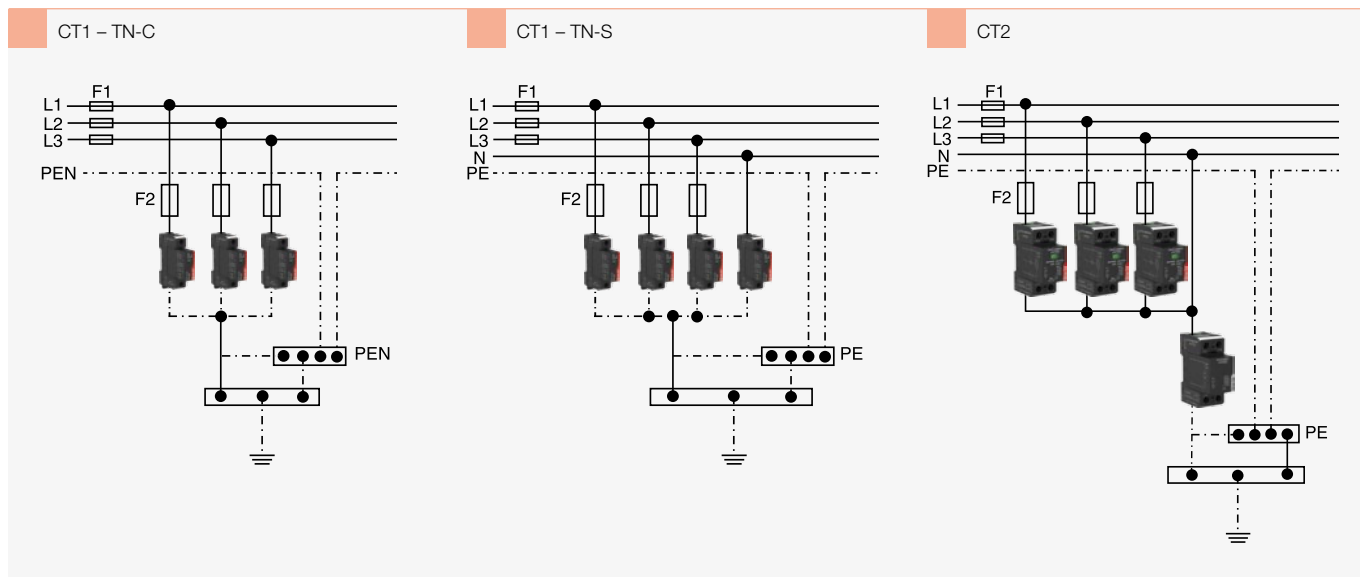 CT1 – TN-C
F1
L1
L2
L3
PEN
F2
PEN
CT1 – TN-S
F1
L1
L2
L3
N
PE
F2
PE
CT2
F1
L1
L2
L3
N
PE
F2
PE